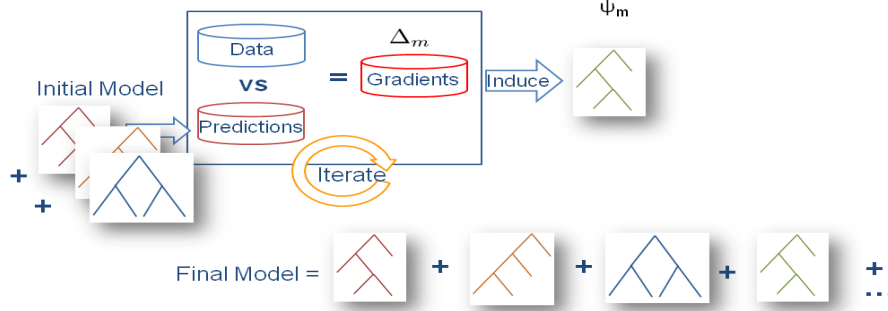 ψm
Data
Δm
vs
=
Gradients
Induce
Initial Model
Predictions
+
+
Iterate
Final Model =
+
+
+
+
...